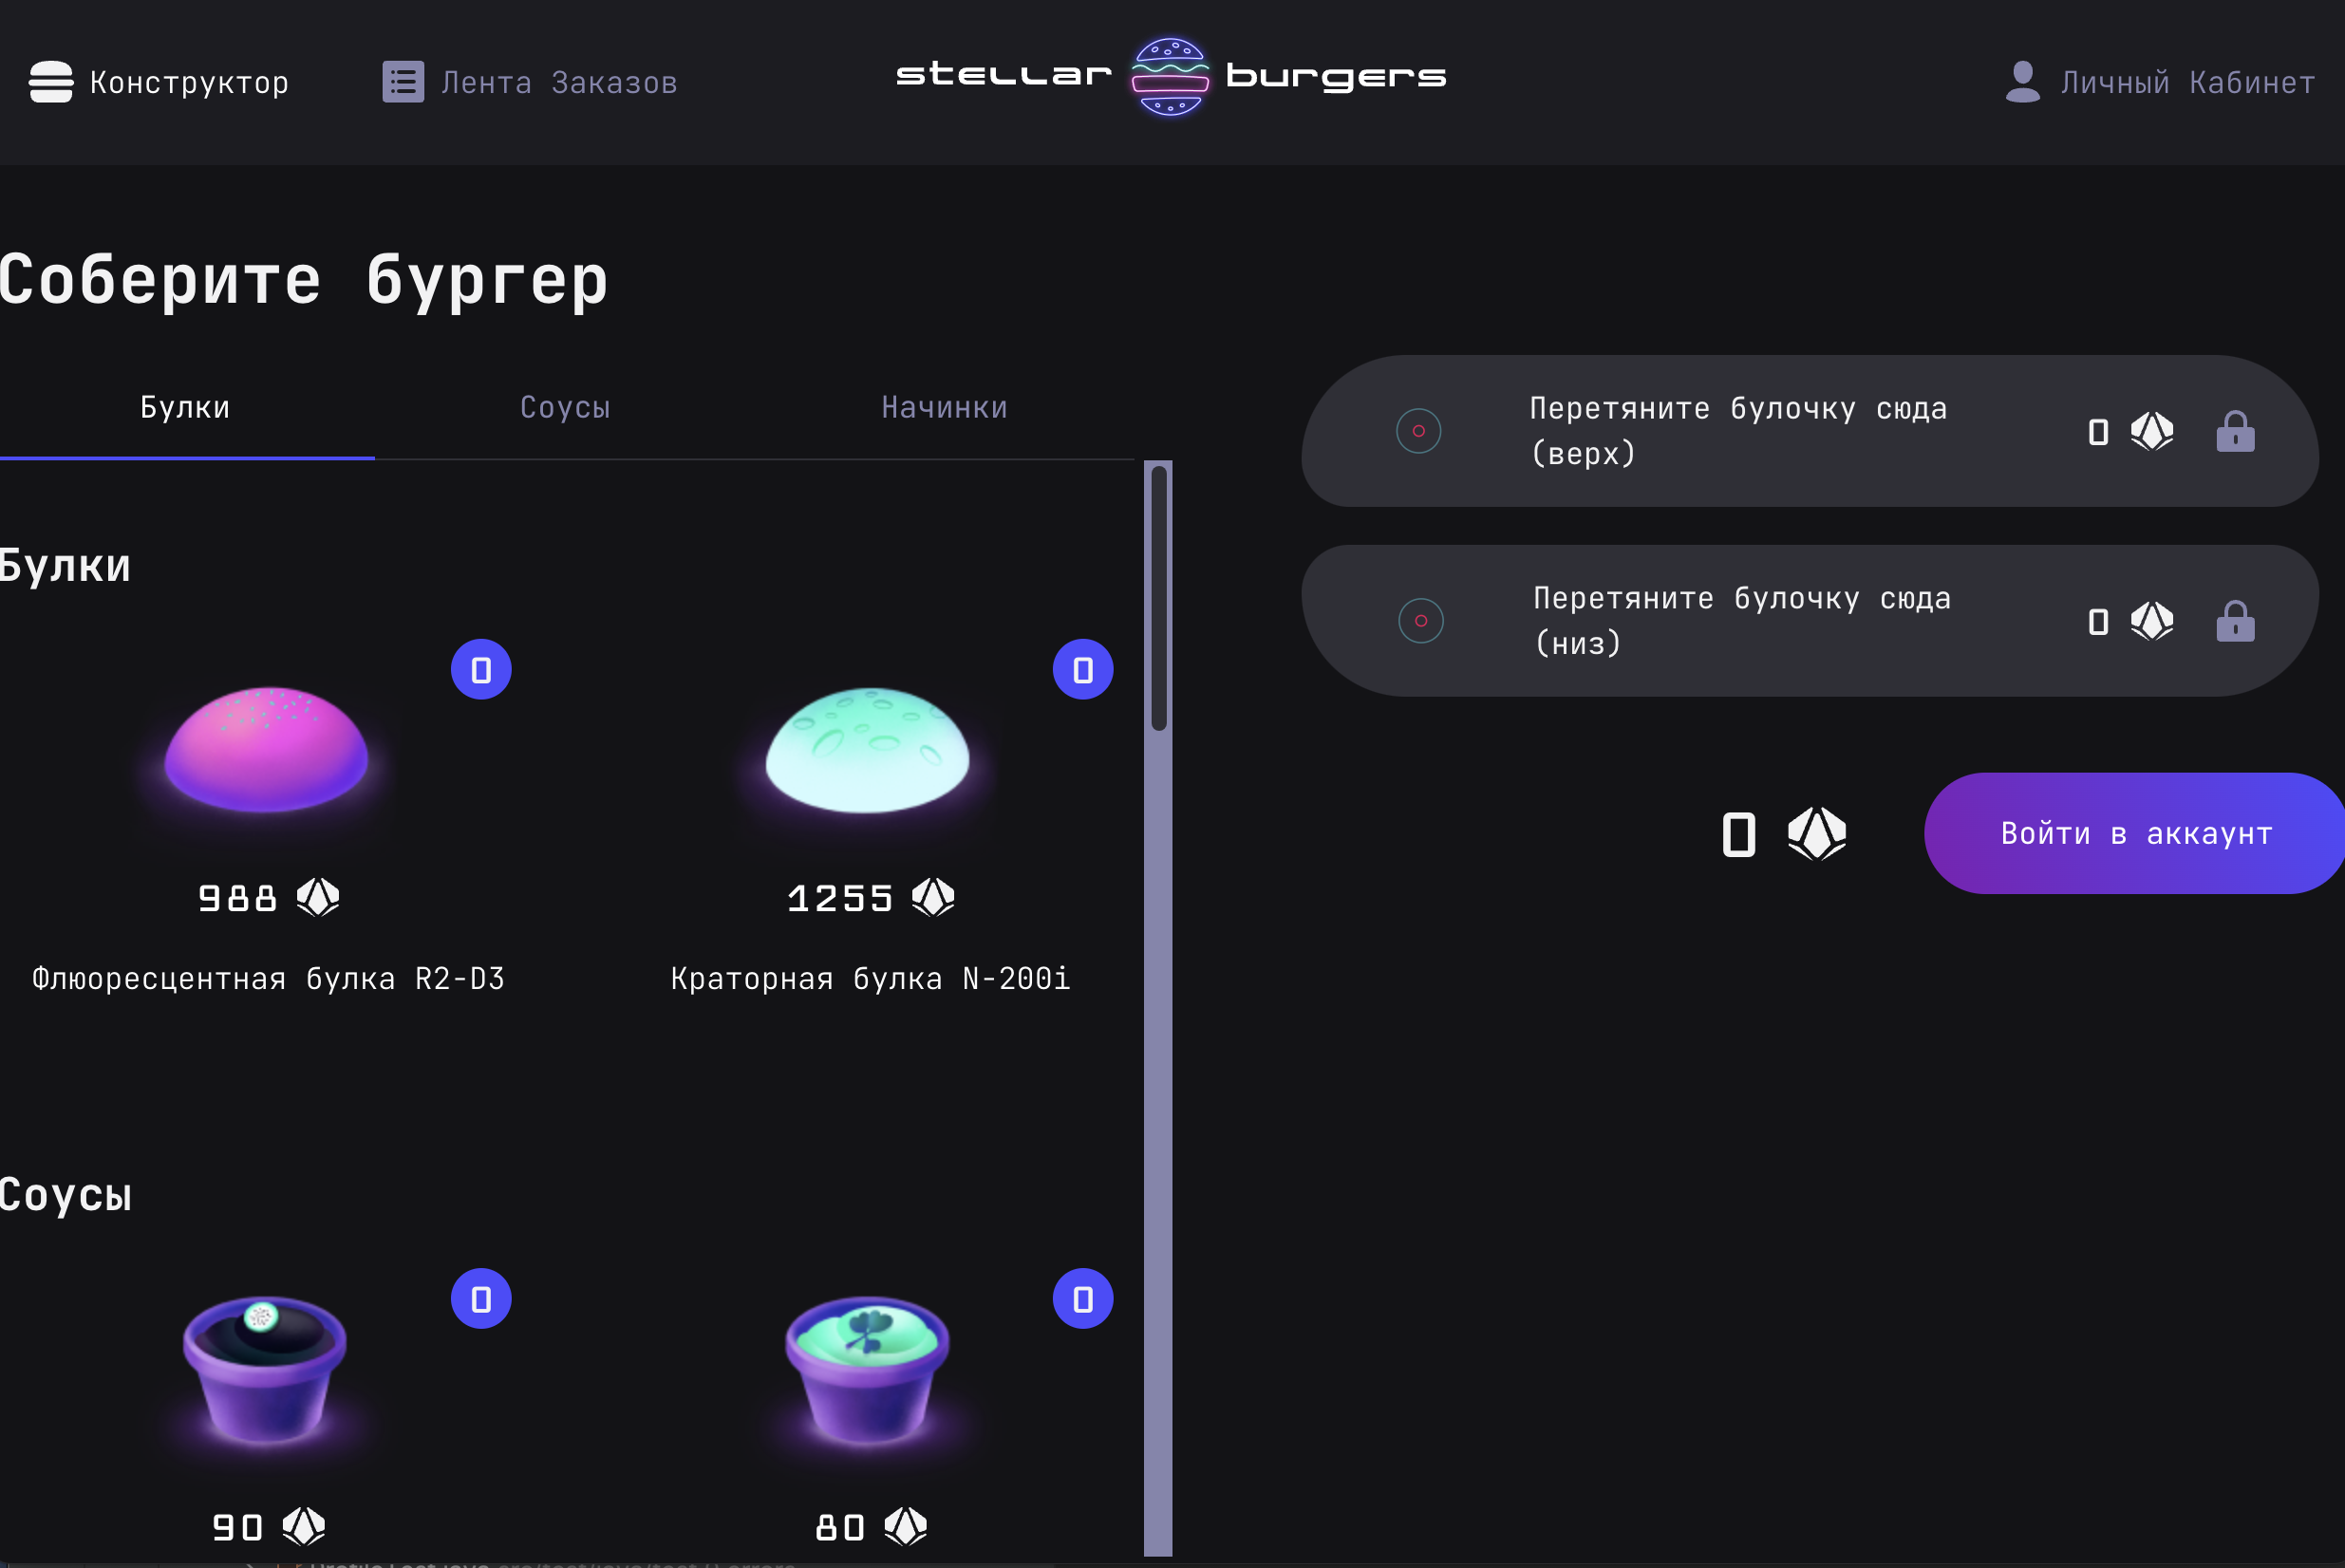 Конструктор
Лента Заказов
stellar burgers
Личный Кабинет
Соберите бургер
Булки
Соусы
Начинки
Булки
0
0
988
1255
Флюоресцентная булка R2-D3
Краторная булка N-200i
Соусы
0
0
90
80
Перетяните булочку сюда
(верх)
0
Перетяните булочку сюда
(низ)
0
0
Войти в аккаунт